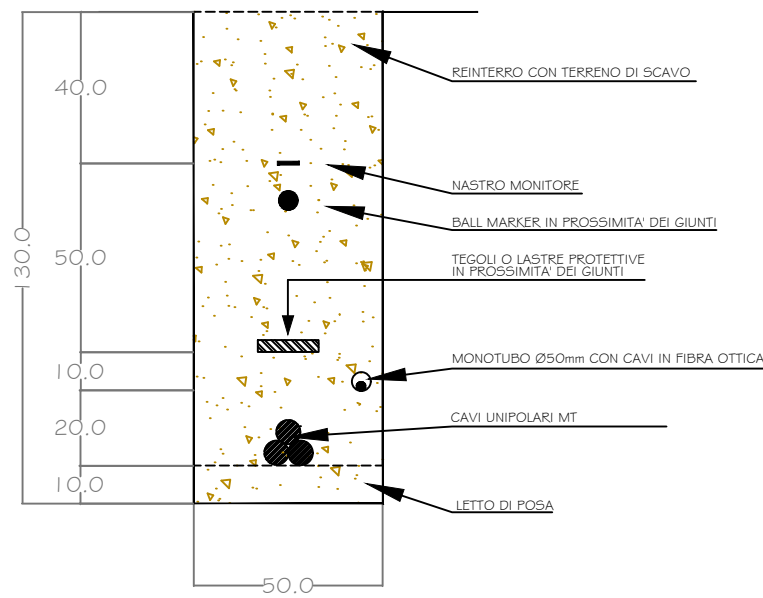 40.0
REINTERRO CON TERRENO DI SCAVO
NASTRO MONITORE
BALL MARKER IN PROSSIMITA' DEI GIUNTI
130.0
50.0
TEGOLI O LASTRE PROTETTIVE
IN PROSSIMITA' DEI GIUNTI
MONOTUBO Ø50mm CON CAVI IN FIBRA OTTICA
10.0
CAVI UNIPOLARI MT
20.0
10.0
LETTO DI POSA
50.0